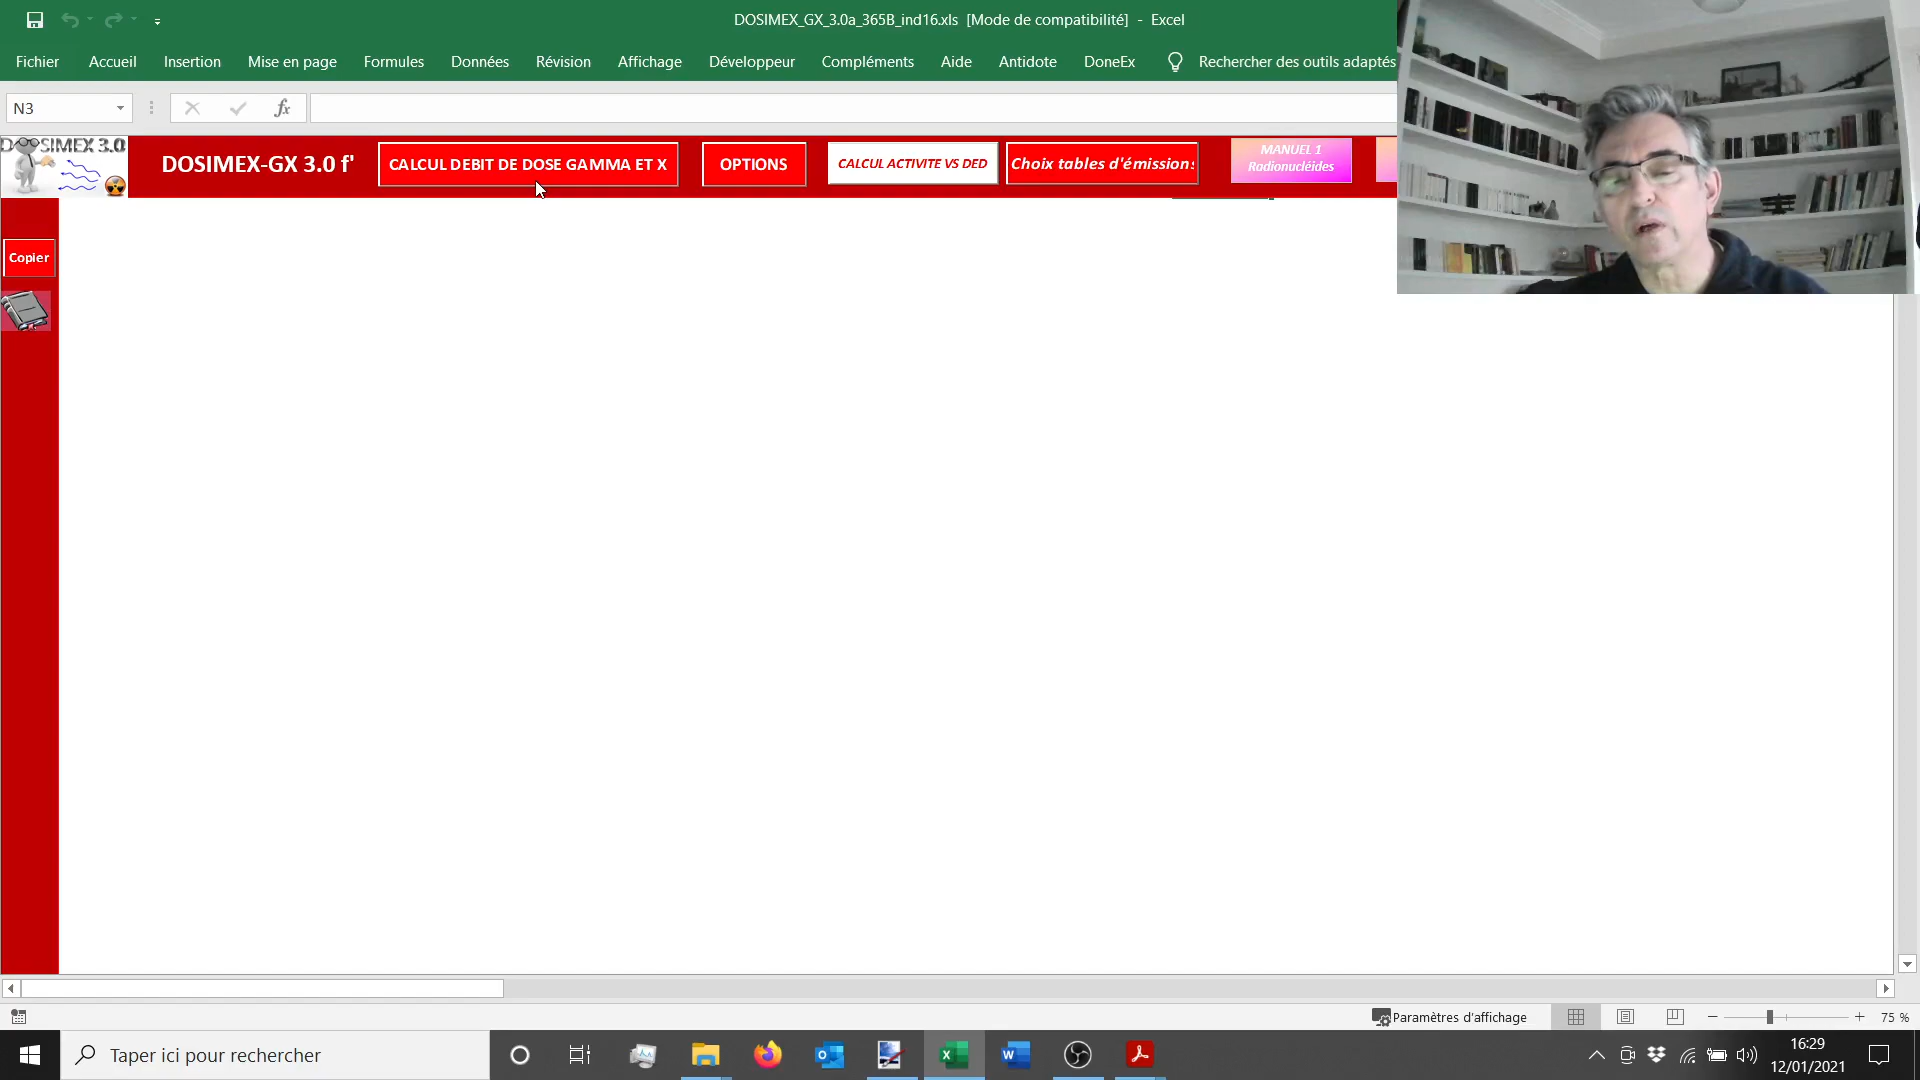 DOSIMEX_GX_3.0a_365B_ind16.xls [Mode de compatibilité] - Excel
Fichier Accueil Insertion Mise en page Formules Données Révision Affichage Développeur Compléments Aide Antidote DoneEx Rechercher des outils adaptés
N3 fx
DOSIMEX 3.0
DOSIMEX-GX 3.0 f'
CALCUL DEBIT DE DOSE GAMMA ET X
OPTIONS
CALCUL ACTIVITE VS DED
Choix tables d'émissions
MANUEL 1
Radionucléides
Copier
Paramètres d'affichage
75 %
Taper ici pour rechercher
16:29
12/01/2021